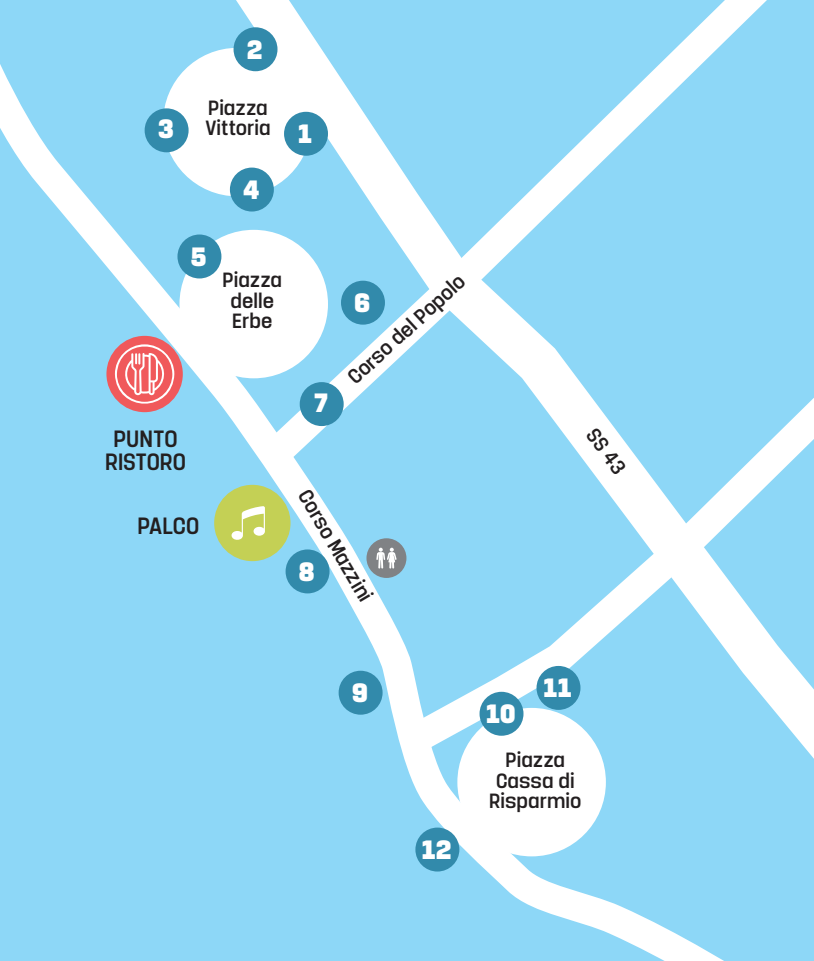 2
Piazza
Vittoria
3
1
4
5
Piazza
delle
Erbe
6
Corso del Popolo
7
PUNTO
RISTORO
SS 43
Corso Mazzini
PALCO
8
9
11
10
Piazza
Cassa di
Risparmio
12